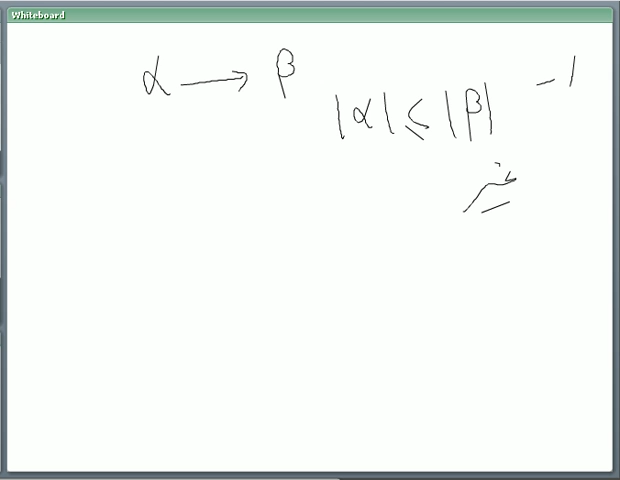 Whiteboard
α → β
|α| ≤ |β| – 1